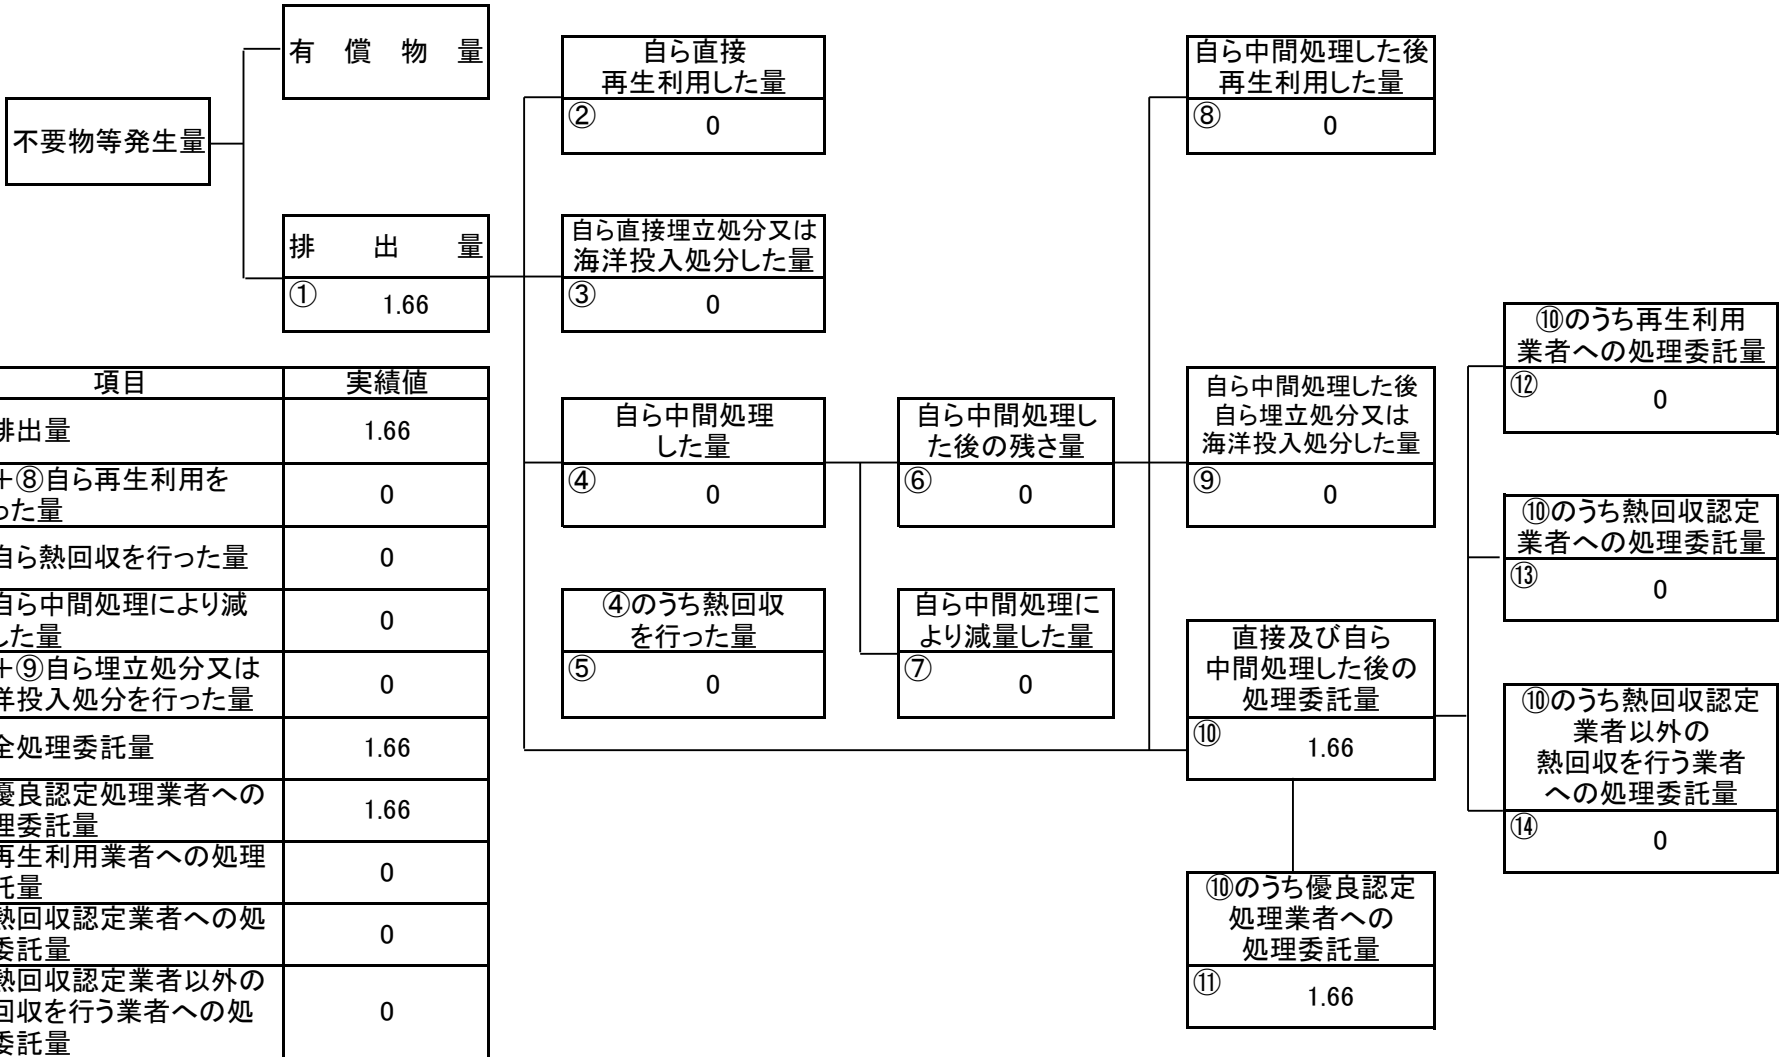 有 償 物 量
不要物等発生量
排 出 量
① 1.66
自ら直接
再生利用した量
② 0
自ら直接埋立処分又は
海洋投入処分した量
③ 0
自ら中間処理
した量
④ 0
④のうち熱回収
を行った量
⑤ 0
自ら中間処理し
た後の残さ量
⑥ 0
自ら中間処理に
より減量した量
⑦ 0
自ら中間処理した後
再生利用した量
⑧ 0
自ら中間処理した後
自ら埋立処分又は
海洋投入処分した量
⑨ 0
直接及び自ら
中間処理した後の
処理委託量
⑩ 1.66
⑩のうち優良認定
処理業者への
処理委託量
⑪ 1.66
⑩のうち再生利用
業者への処理委託量
⑫ 0
⑩のうち熱回収認定
業者への処理委託量
⑬ 0
⑩のうち熱回収認定
業者以外の
熱回収を行う業者
への処理委託量
⑭ 0
項目 実績値
排出量 1.66
+⑧自ら再生利用を
った量 0
自ら熱回収を行った量 0
自ら中間処理により減
した量 0
+⑨自ら埋立処分又は
洋投入処分を行った量 0
全処理委託量 1.66
優良認定処理業者への
理委託量 1.66
再生利用業者への処理
託量 0
熱回収認定業者への処
委託量 0
熱回収認定業者以外の
回収を行う業者への処
委託量 0